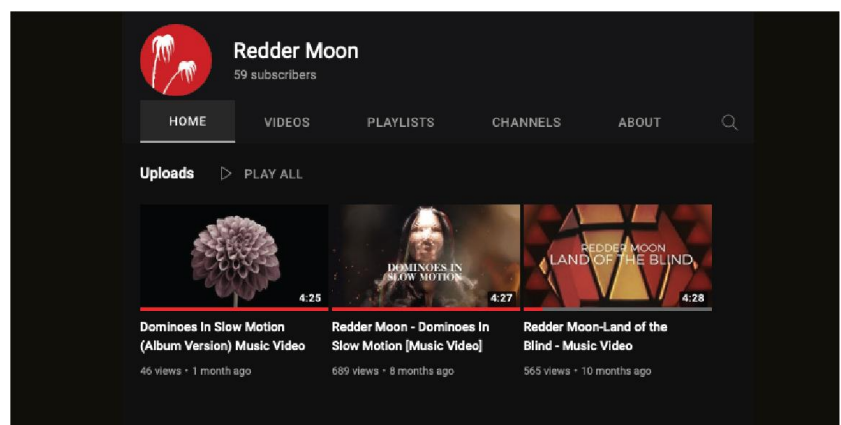 Redder Moon
59 subscribers
HOME VIDEOS PLAYLISTS CHANNELS ABOUT
Uploads PLAY ALL
4:25
DOMINOES IN
SLOW MOTION
4:27
REDDER MOON
LAND OF THE BLIND
4:28
Dominoes In Slow Motion
(Album Version) Music Video
46 views • 1 month ago
Redder Moon - Dominoes In
Slow Motion [Music Video]
689 views • 8 months ago
Redder Moon-Land of the
Blind - Music Video
565 views • 10 months ago